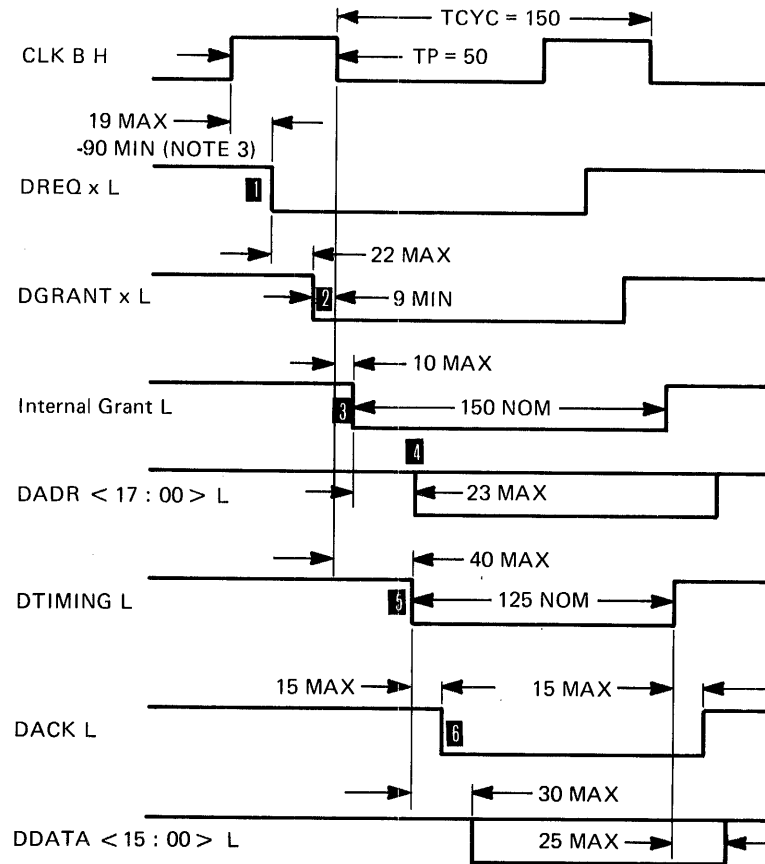 TCYC = 150
CLK B H
TP = 50
19 MAX
-90 MIN (NOTE 3)
DREQ x L
1
22 MAX
DGRANT x L
2
9 MIN
10 MAX
Internal Grant L
3
150 NOM
4
DADR < 17 : 00 > L
23 MAX
40 MAX
DTIMING L
5
125 NOM
15 MAX
15 MAX
DACK L
6
30 MAX
DDATA < 15 : 00 > L
25 MAX